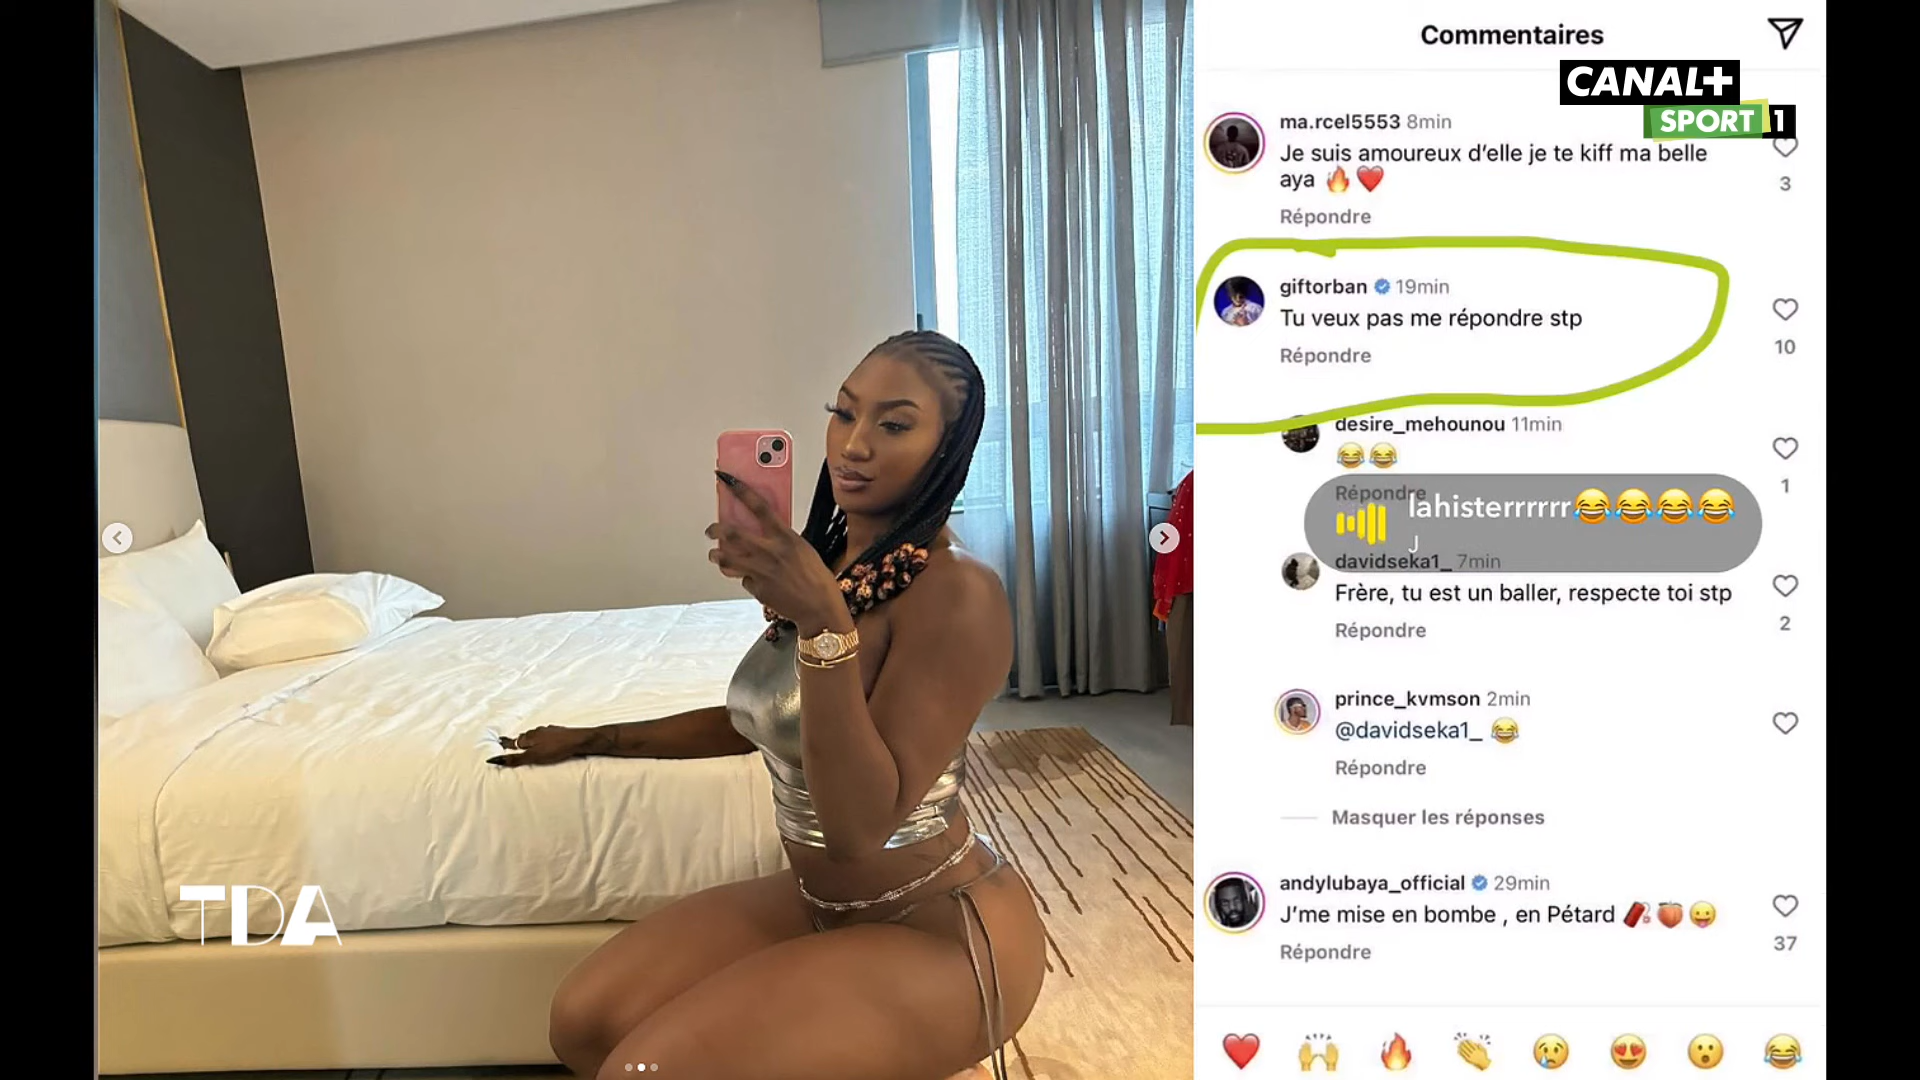 Commentaires
CANAL+
SPORT 1
ma.rcel5553 8min
Je suis amoureux d'elle je te kiff ma belle
aya 🔥❤️
3
Répondre
giftorban 19min
Tu veux pas me répondre stp
10
Répondre
desire_mehounou 11min
😂😂
1
Répondre
lahisterrrrrr😂😂😂😂
J
davidseka1_ 7min
Frère, tu est un baller, respecte toi stp
2
Répondre
prince_kvmson 2min
@davidseka1_ 😂
Répondre
Masquer les réponses
andylubaya_official 29min
J'me mise en bombe , en Pétard 🧨🍑😛
37
Répondre
❤️🙌🔥👏😢😍😮😂
TDA